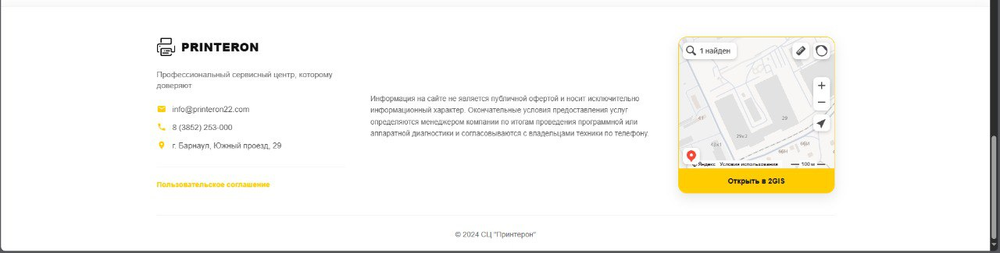 PRINTERON
Профессиональный сервисный центр, которому
доверяют
info@printeron22.com
8 (3852) 253-000
г. Барнаул, Южный проезд, 29
Пользовательское соглашение
Информация на сайте не является публичной офертой и носит исключительно
информационный характер. Окончательные условия предоставления услуг
определяются менеджером компании по итогам проведения программной или
аппаратной диагностики и согласовываются с владельцами техники по телефону.
1 найден
41
29
29к2
49к1
66И
66Н
© Яндекс Условия использования
100 м
Открыть в 2GIS
© 2024 СЦ "Принтерон"